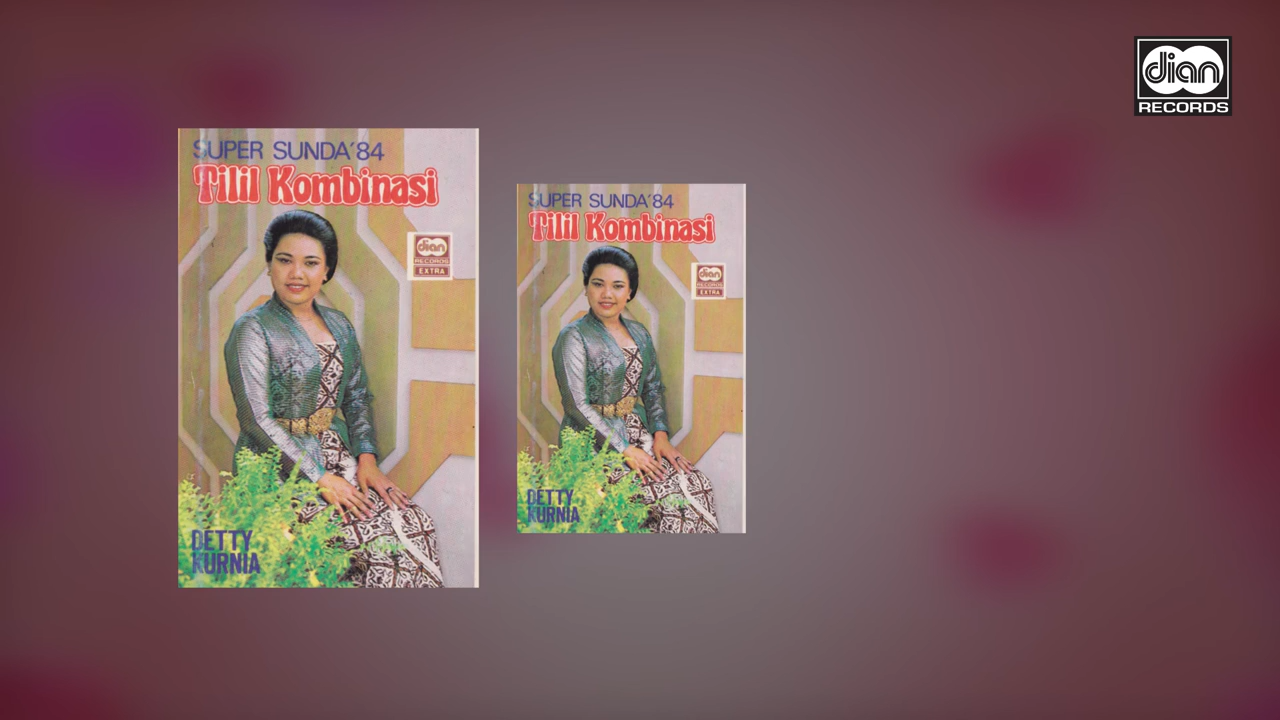 dian
RECORDS
SUPER SUNDA'84
Tilil Kombinasi
dian
RECORDS
EXTRA
DETTY
KURNIA
SUPER SUNDA'84
Tilil Kombinasi
dian
RECORDS
EXTRA
DETTY
KURNIA